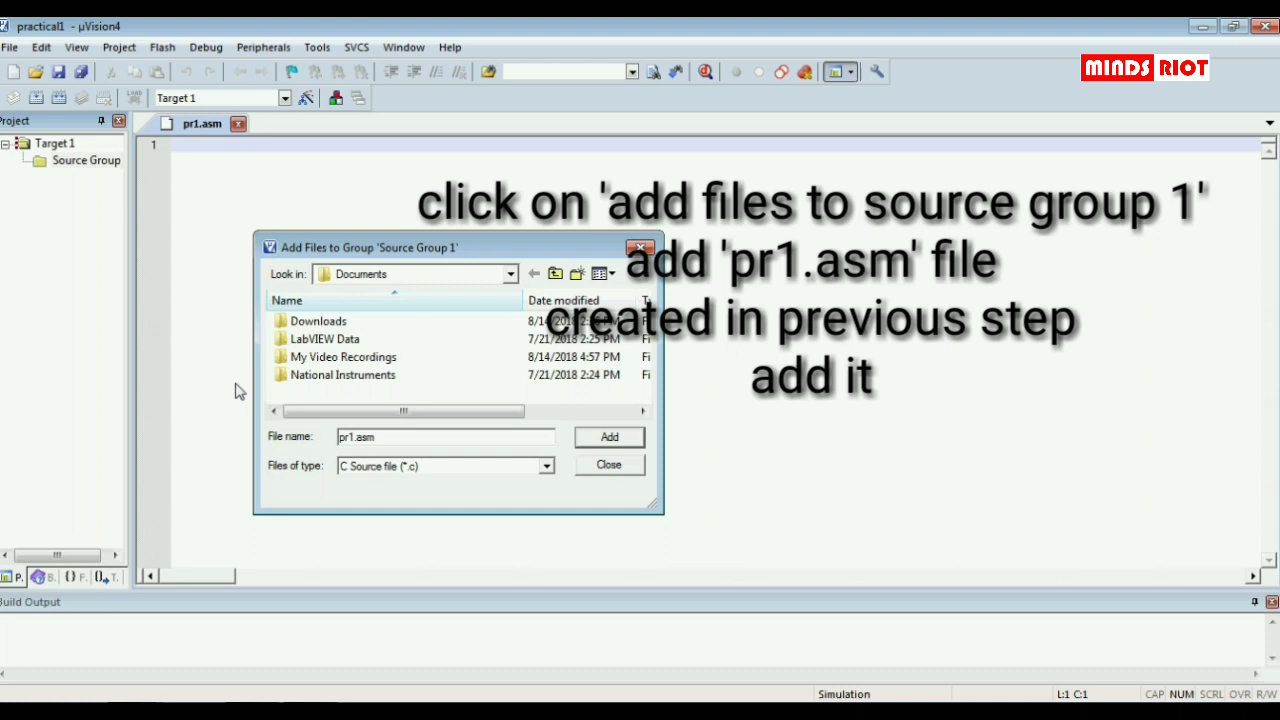 practical1 - µVision4
File Edit View Project Flash Debug Peripherals Tools SVCS Window Help
MINDS RIOT
LOAD Target 1
Project
pr1.asm
Target 1
1
Source Group
click on 'add files to source group 1'
add 'pr1.asm' file
created in previous step
add it
Add Files to Group 'Source Group 1'
Look in: Documents
Name Date modified
Downloads 8/14/2018
LabVIEW Data 7/21/2018 2:25 PM Fi
My Video Recordings 8/14/2018 4:57 PM Fi
National Instruments 7/21/2018 2:24 PM Fi
File name: pr1.asm Add
Files of type: C Source file (*.c) Close
P. B. {} F. T.
Build Output
Simulation L:1 C:1 CAP NUM SCRL OVR R/W